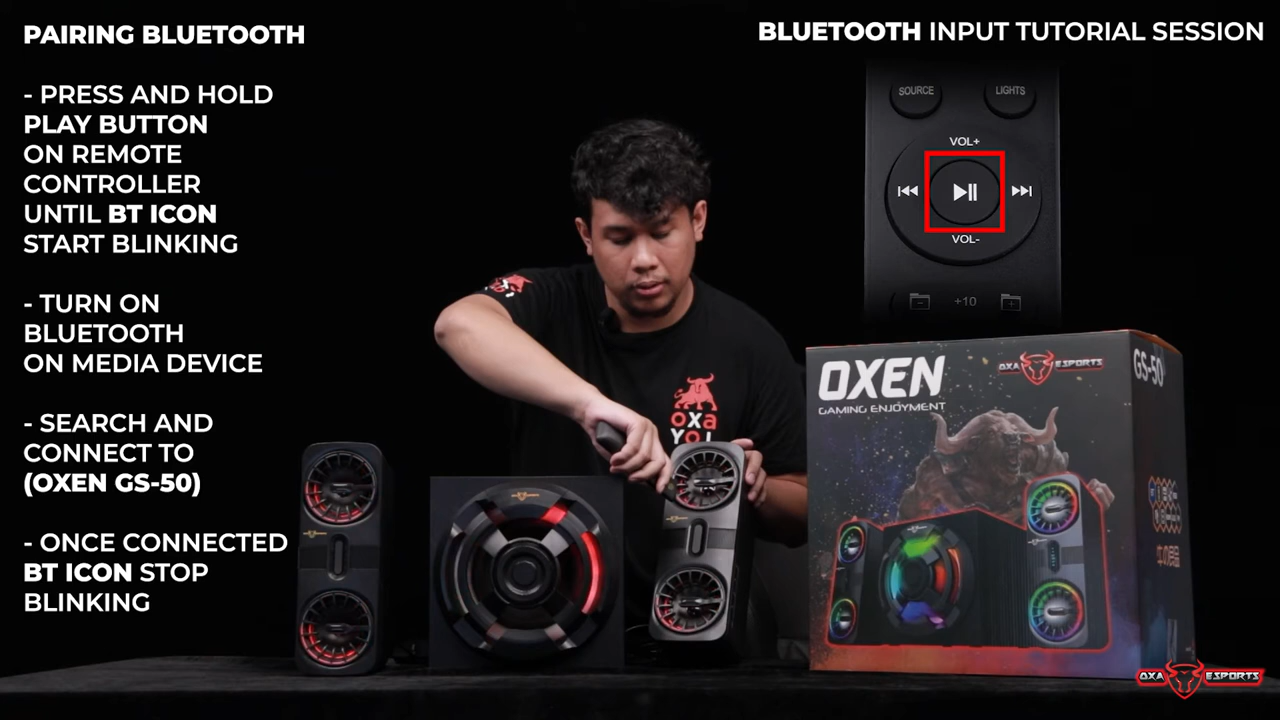 PAIRING BLUETOOTH
- PRESS AND HOLD
PLAY BUTTON
ON REMOTE
CONTROLLER
UNTIL BT ICON
START BLINKING
- TURN ON
BLUETOOTH
ON MEDIA DEVICE
- SEARCH AND
CONNECT TO
(OXEN GS-50)
- ONCE CONNECTED
BT ICON STOP
BLINKING
BLUETOOTH INPUT TUTORIAL SESSION
SOURCE
LIGHTS
VOL+
VOL-
+10
oxa
OXEN
GAMING ENJOYMENT
OXA ESPORTS
GS-50
OXA ESPORTS